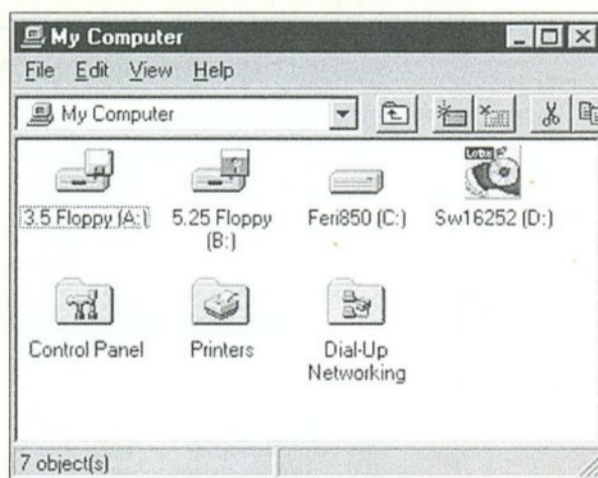 My Computer
File Edit View Help
My Computer
Lotus
3.5 Floppy (A:)
5.25 Floppy
(B:)
Feri850 (C:)
Sw16252 (D:)
Control Panel
Printers
Dial-Up
Networking
7 object(s)